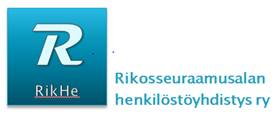 R
RikHe
Rikosseuraamusalan
henkilöstöyhdistys ry